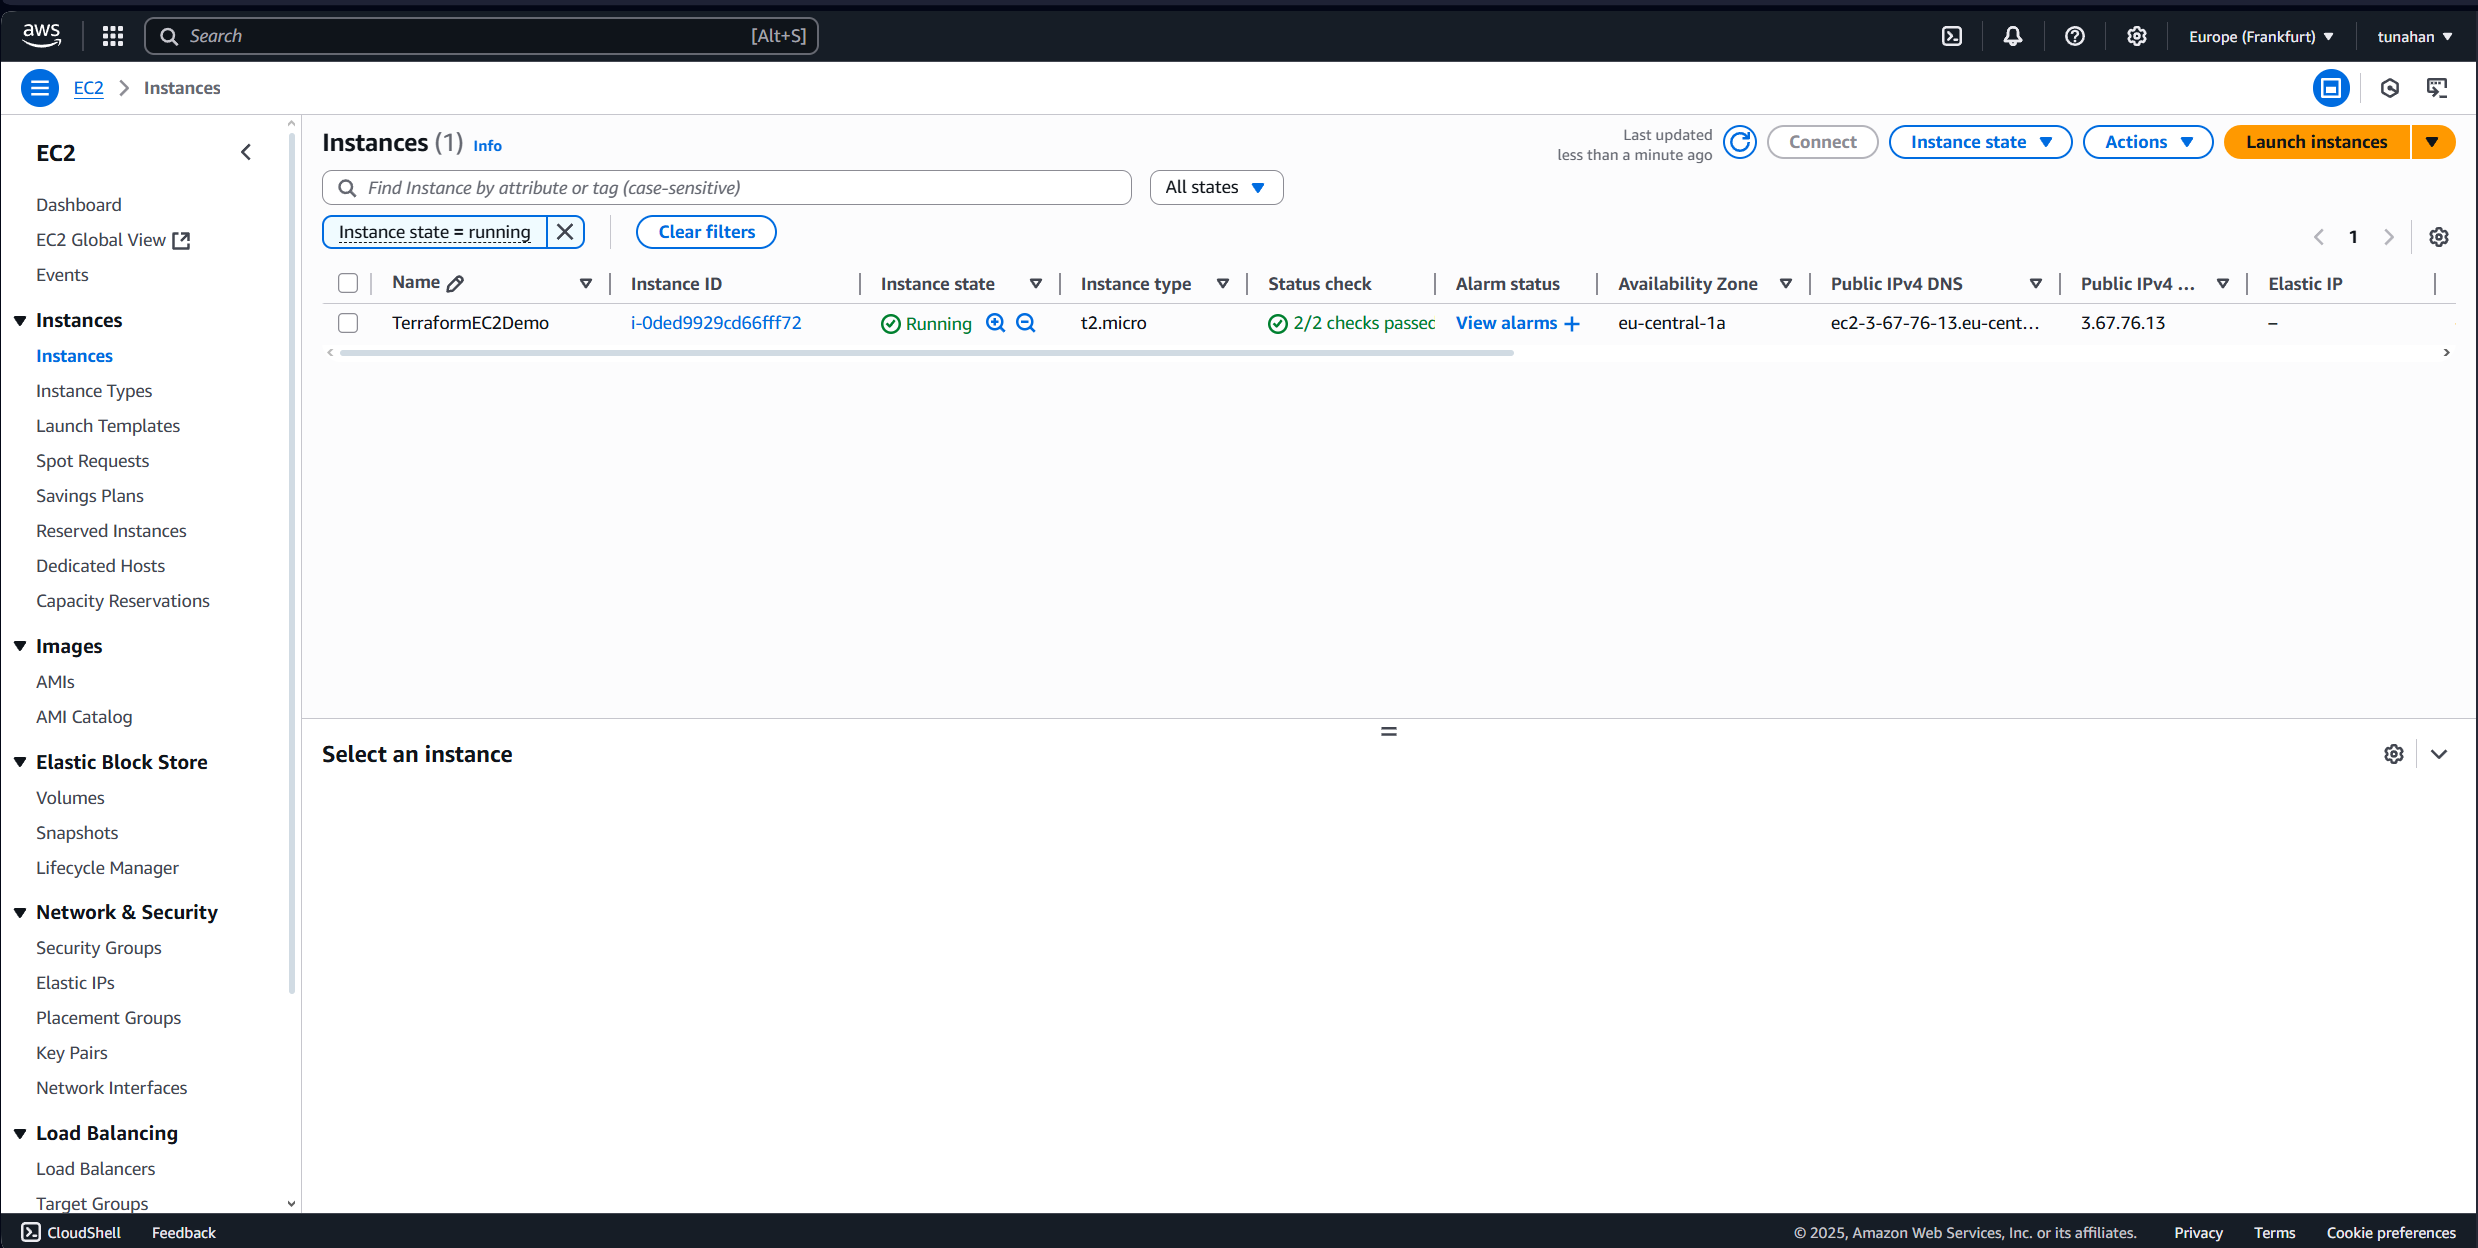 aws
Search [Alt+S]
Europe (Frankfurt)
tunahan
EC2 Instances
EC2
Dashboard
EC2 Global View
Events
Instances
Instances
Instance Types
Launch Templates
Spot Requests
Savings Plans
Reserved Instances
Dedicated Hosts
Capacity Reservations
Images
AMIs
AMI Catalog
Elastic Block Store
Volumes
Snapshots
Lifecycle Manager
Network & Security
Security Groups
Elastic IPs
Placement Groups
Key Pairs
Network Interfaces
Load Balancing
Load Balancers
Target Groups
Instances (1) Info
Last updated
less than a minute ago
Connect
Instance state
Actions
Launch instances
Find Instance by attribute or tag (case-sensitive)
All states
Instance state = running
Clear filters
1
Name Instance ID Instance state Instance type Status check Alarm status Availability Zone Public IPv4 DNS Public IPv4 ... Elastic IP
TerraformEC2Demo i-0ded9929cd66fff72 Running t2.micro 2/2 checks passed View alarms + eu-central-1a ec2-3-67-76-13.eu-cent... 3.67.76.13 –
Select an instance
CloudShell Feedback
© 2025, Amazon Web Services, Inc. or its affiliates. Privacy Terms Cookie preferences